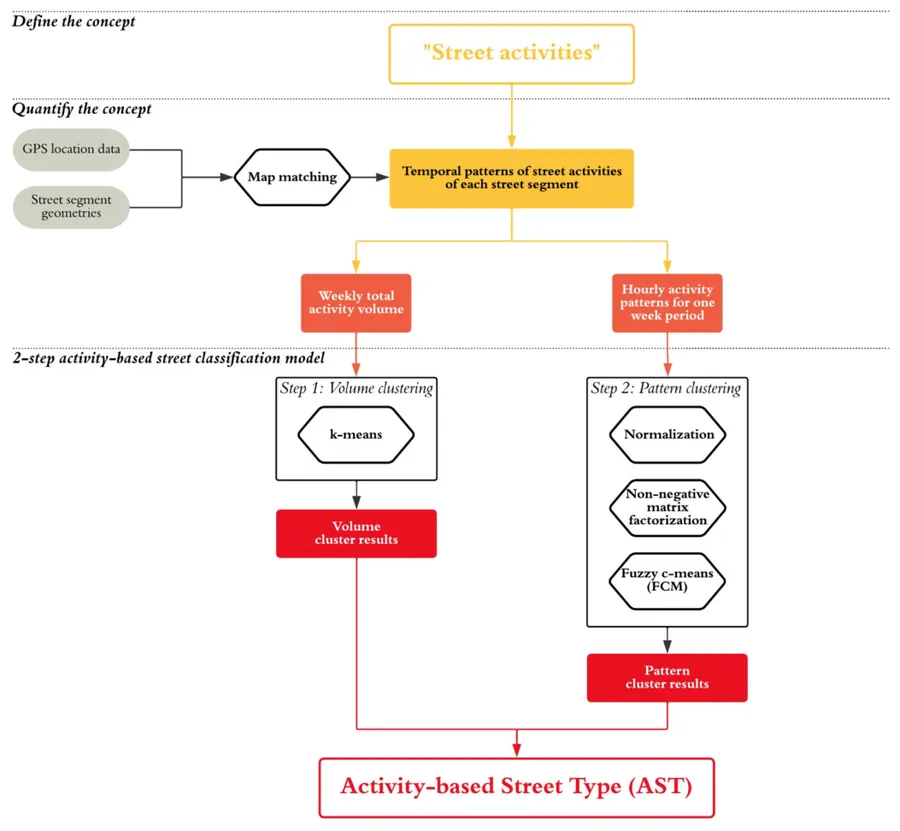 Define the concept
"Street activities"
Quantify the concept
GPS location data
Street segment
geometries
Map matching
Temporal patterns of street activities
of each street segment
Weekly total
activity volume
Hourly activity
patterns for one
week period
2-step activity-based street classification model
Step 1: Volume clustering
k-means
Volume
cluster results
Step 2: Pattern clustering
Normalization
Non-negative
matrix
factorization
Fuzzy c-means
(FCM)
Pattern
cluster results
Activity-based Street Type (AST)